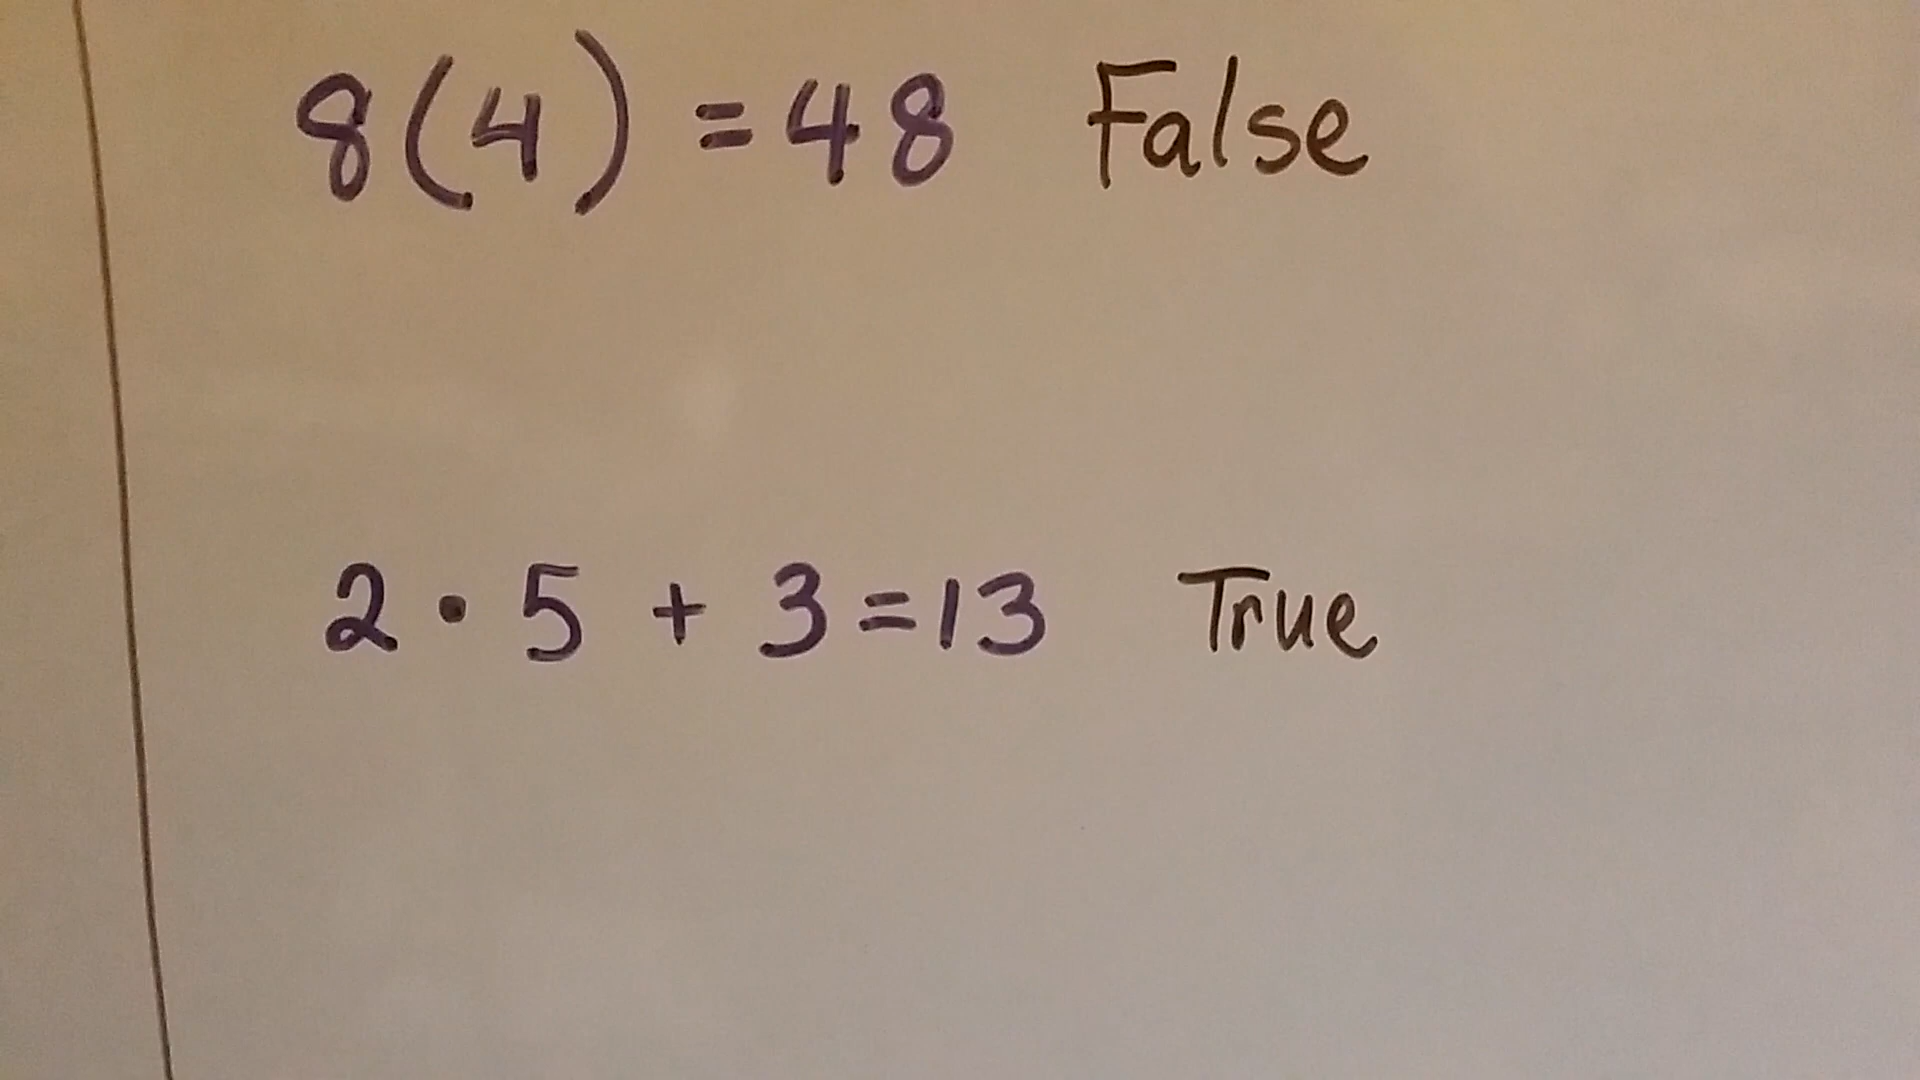 8(4) = 48 False
2 • 5 + 3 = 13 True